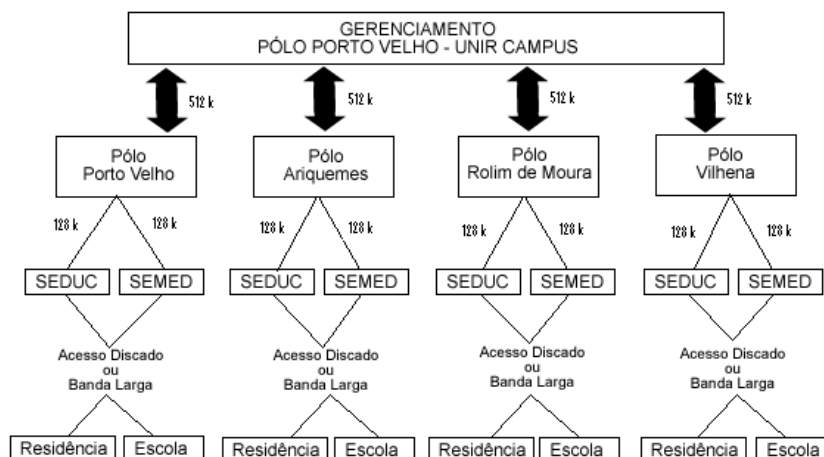 GERENCIAMENTO
PÓLO PORTO VELHO - UNIR CAMPUS
512 k
512 k
512 k
512 k
Pólo
Porto Velho
Pólo
Ariquemes
Pólo
Rolim de Moura
Pólo
Vilhena
128 k
128 k
128 k
128 k
128 k
128 k
128 k
128 k
SEDUC
SEMED
SEDUC
SEMED
SEDUC
SEMED
SEDUC
SEMED
Acesso Discado
ou
Banda Larga
Acesso Discado
ou
Banda Larga
Acesso Discado
ou
Banda Larga
Acesso Discado
ou
Banda Larga
Residência
Escola
Residência
Escola
Residência
Escola
Residência
Escola